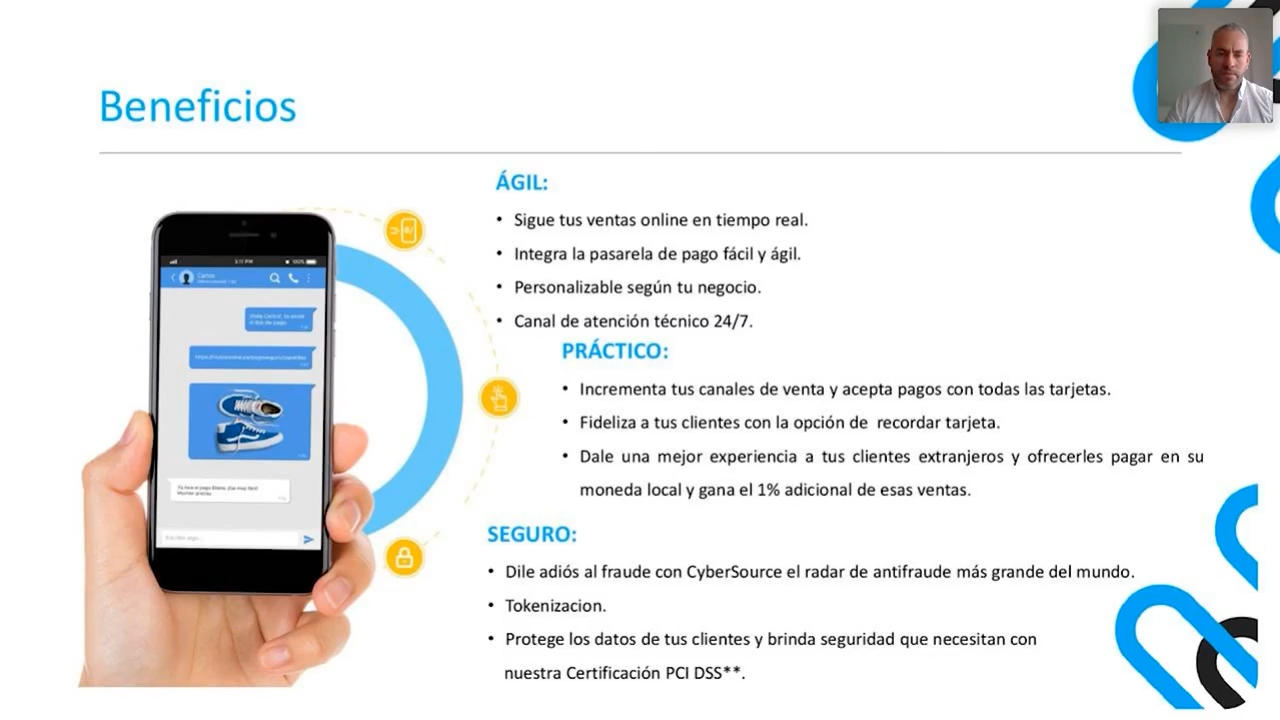 Beneficios
ÁGIL:
• Sigue tus ventas online en tiempo real.
• Integra la pasarela de pago fácil y ágil.
• Personalizable según tu negocio.
• Canal de atención técnico 24/7.
PRÁCTICO:
• Incrementa tus canales de venta y acepta pagos con todas las tarjetas.
• Fideliza a tus clientes con la opción de recordar tarjeta.
• Dale una mejor experiencia a tus clientes extranjeros y ofrecerles pagar en su
moneda local y gana el 1% adicional de esas ventas.
SEGURO:
• Dile adiós al fraude con CyberSource el radar de antifraude más grande del mundo.
• Tokenizacion.
• Protege los datos de tus clientes y brinda seguridad que necesitan con
nuestra Certificación PCI DSS**.
Carlos